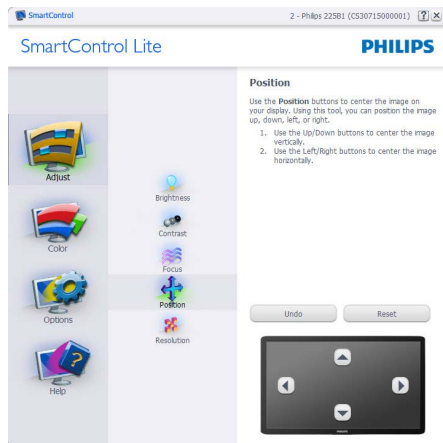 SmartControl
2 - Philips 225B1 (CS30715000001)
SmartControl Lite
PHILIPS
Adjust
Color
Options
Help
Brightness
Contrast
Focus
Position
Resolution
Position
Use the Position buttons to center the image on
your display. Using this tool, you can position the image
up, down, left, or right.
1. Use the Up/Down buttons to center the image
vertically.
2. Use the Left/Right buttons to center the image
horizontally.
Undo
Reset
PHILIPS